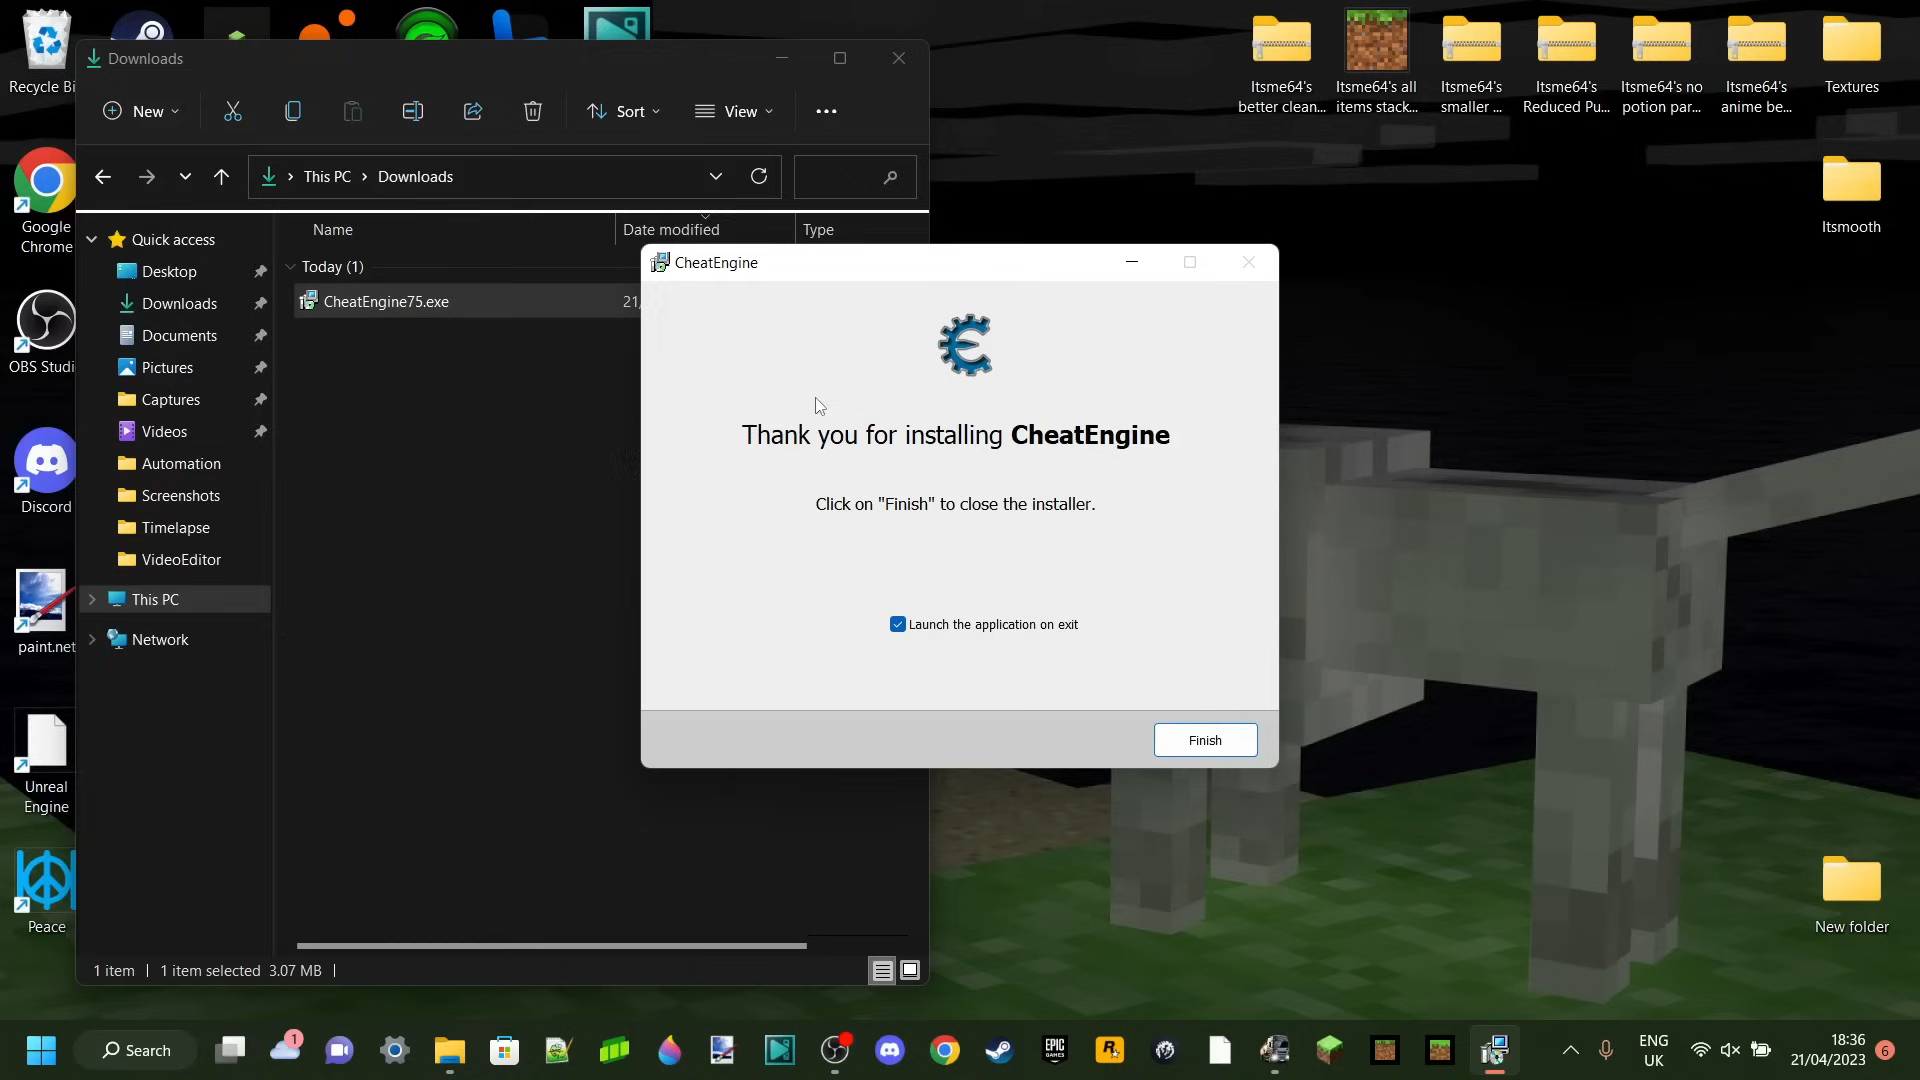 Recycle Bi
Google
Chrome
OBS Studi
Discord
paint.net
Unreal
Engine
Peace
Downloads
New
Sort
View
This PC
Downloads
Name
Date modified
Type
Quick access
Desktop
Downloads
Documents
Pictures
Captures
Videos
Automation
Screenshots
Timelapse
VideoEditor
This PC
Network
Today (1)
CheatEngine75.exe
21,
1 item
1 item selected 3.07 MB
CheatEngine
Thank you for installing CheatEngine
Click on "Finish" to close the installer.
Launch the application on exit
Finish
Itsme64's
better clean...
Itsme64's all
items stack...
Itsme64's
smaller ...
Itsme64's
Reduced Pu...
Itsme64's no
potion par...
Itsme64's
anime be...
Textures
Itsmooth
New folder
Search
1
EPIC
GAMES
R
ENG
UK
18:36
21/04/2023
6